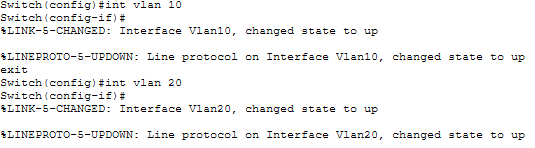 Switch(config)#int vlan 10
Switch(config-if)#
%LINK-5-CHANGED: Interface Vlan10, changed state to up
%LINEPROTO-5-UPDOWN: Line protocol on Interface Vlan10, changed state to up
exit
Switch(config)#int vlan 20
Switch(config-if)#
%LINK-5-CHANGED: Interface Vlan20, changed state to up
%LINEPROTO-5-UPDOWN: Line protocol on Interface Vlan20, changed state to up